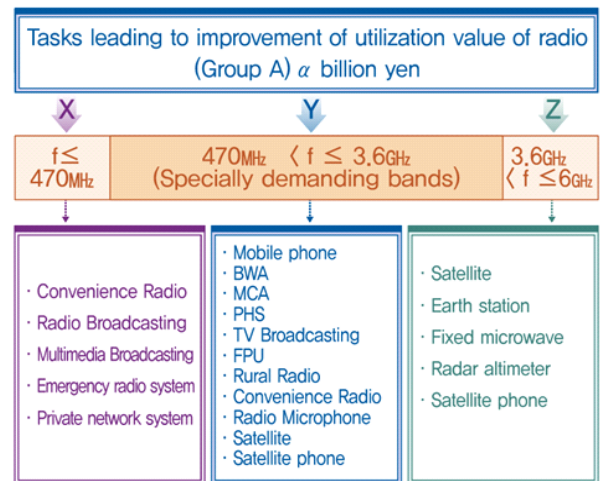 Tasks leading to improvement of utilization value of radio
(Group A) α billion yen
X
Y
Z
f≤
470MHz
470MHz < f ≤ 3.6GHz
(Specially demanding bands)
3.6GHz
< f ≤6GHz
· Convenience Radio
· Radio Broadcasting
· Multimedia Broadcasting
· Emergency radio system
· Private network system
· Mobile phone
· BWA
· MCA
· PHS
· TV Broadcasting
· FPU
· Rural Radio
· Convenience Radio
· Radio Microphone
· Satellite
· Satellite phone
· Satellite
· Earth station
· Fixed microwave
· Radar altimeter
· Satellite phone